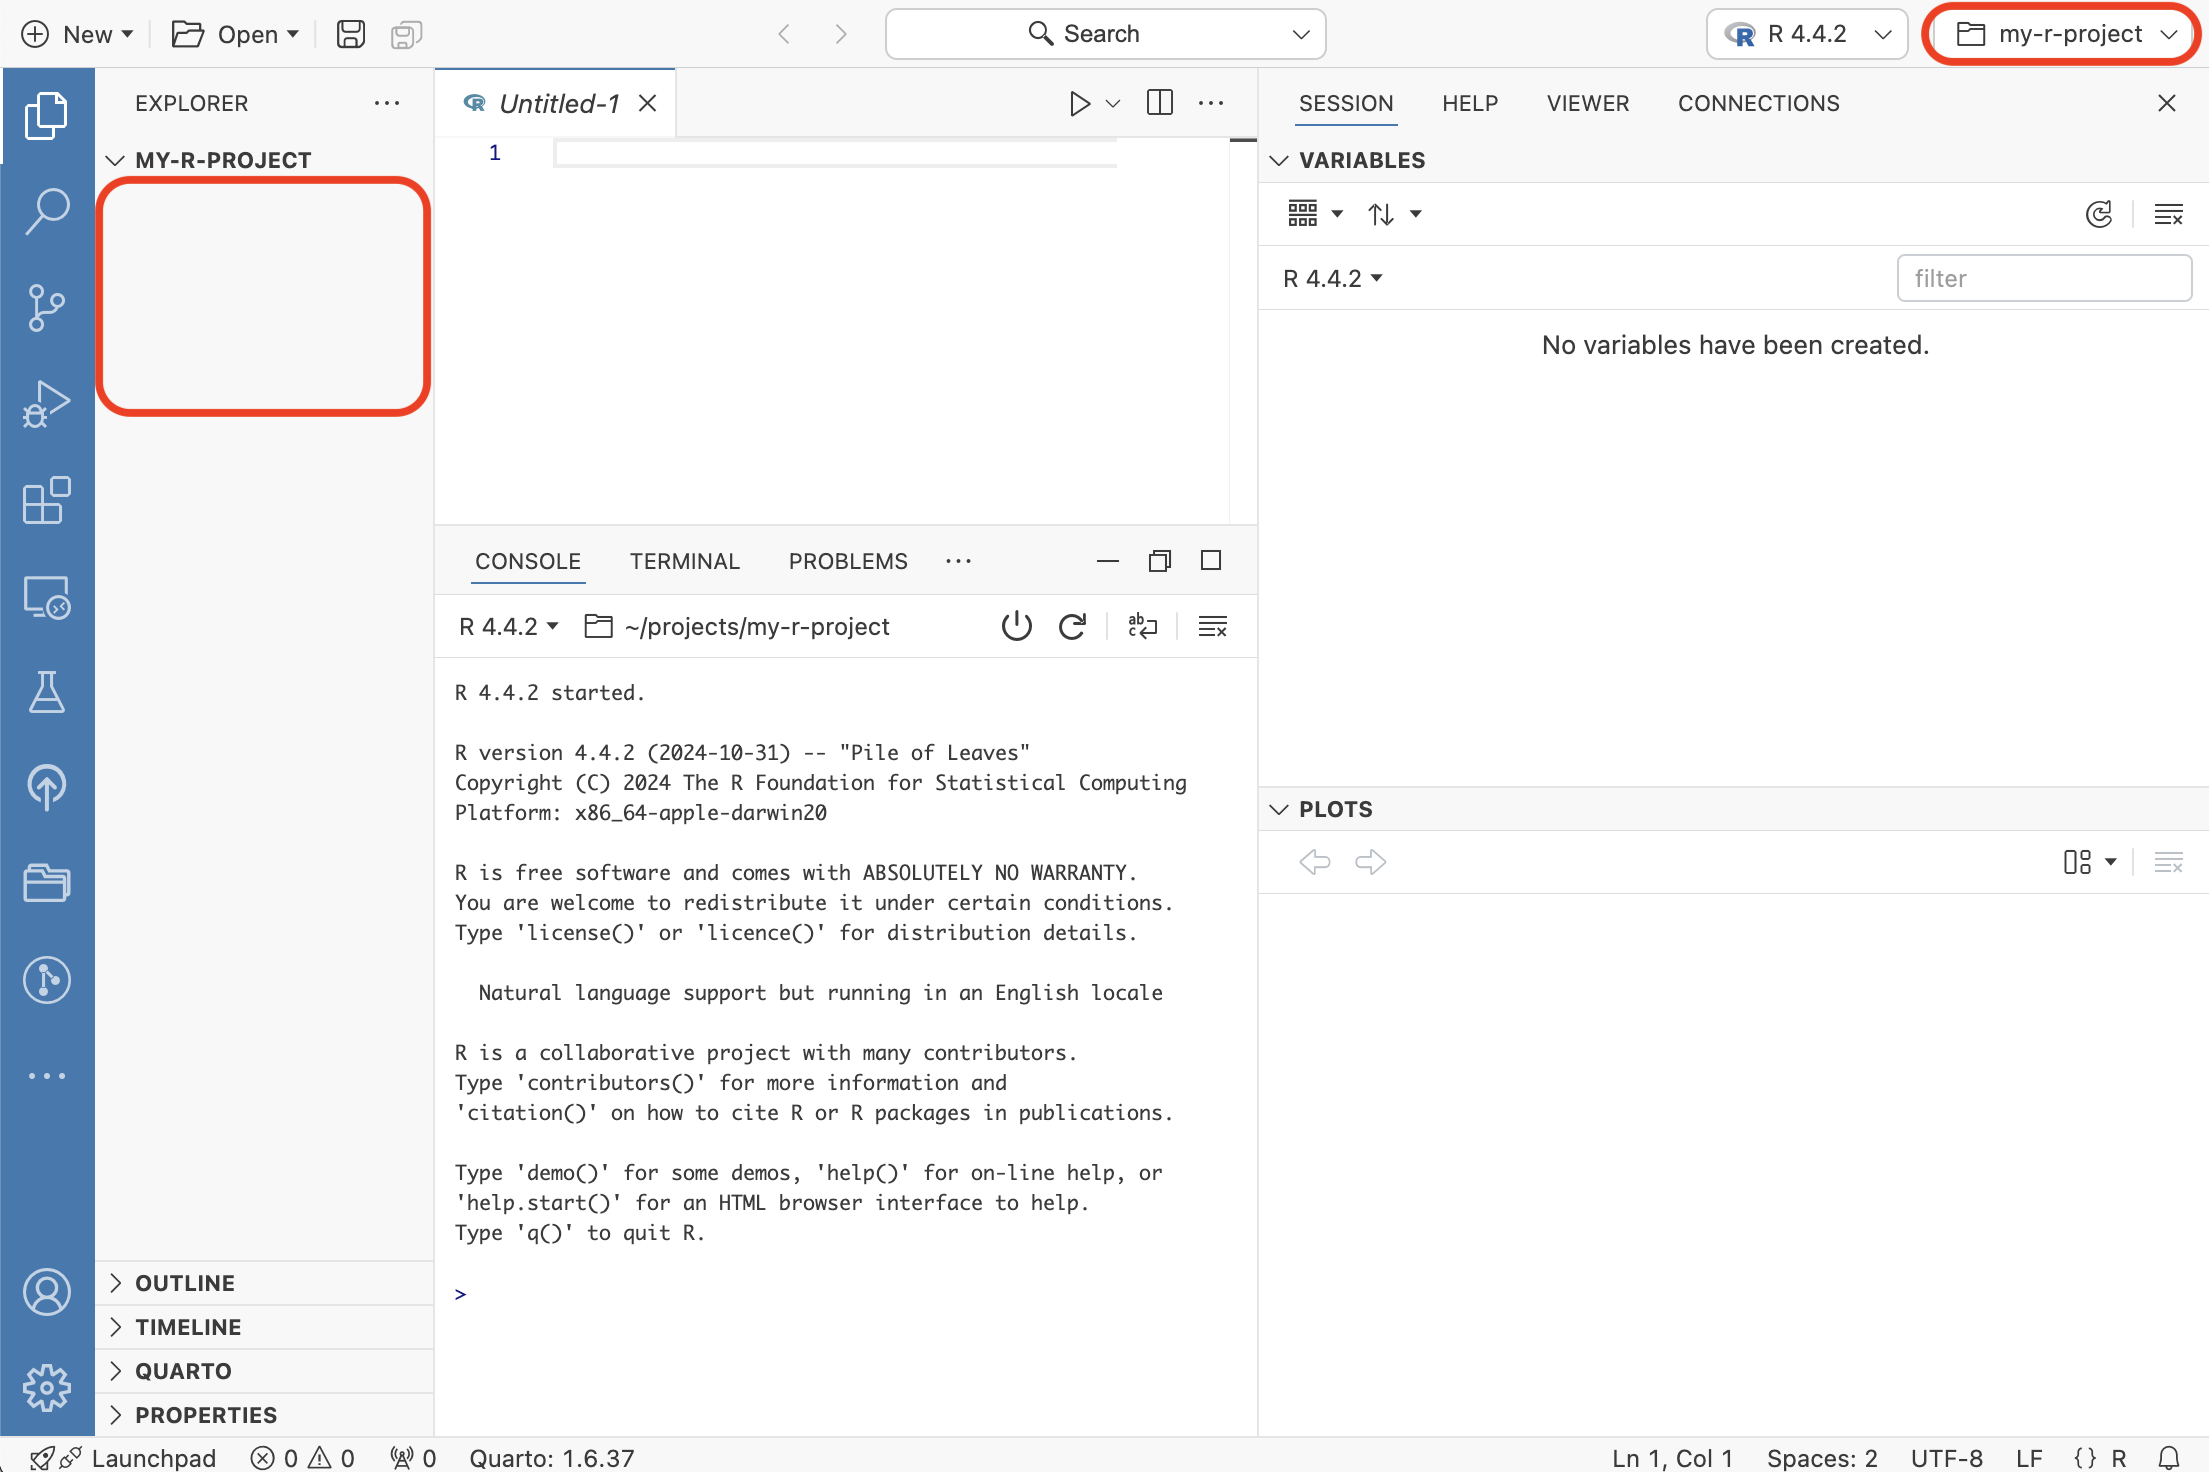 New Open Search R 4.4.2 my-r-project
EXPLORER
MY-R-PROJECT
OUTLINE
TIMELINE
QUARTO
PROPERTIES
Untitled-1
1
CONSOLE TERMINAL PROBLEMS
R 4.4.2 ~/projects/my-r-project
R 4.4.2 started.
R version 4.4.2 (2024-10-31) -- "Pile of Leaves"
Copyright (C) 2024 The R Foundation for Statistical Computing
Platform: x86_64-apple-darwin20
R is free software and comes with ABSOLUTELY NO WARRANTY.
You are welcome to redistribute it under certain conditions.
Type 'license()' or 'licence()' for distribution details.
Natural language support but running in an English locale
R is a collaborative project with many contributors.
Type 'contributors()' for more information and
'citation()' on how to cite R or R packages in publications.
Type 'demo()' for some demos, 'help()' for on-line help, or
'help.start()' for an HTML browser interface to help.
Type 'q()' to quit R.
>
SESSION HELP VIEWER CONNECTIONS
VARIABLES
R 4.4.2 filter
No variables have been created.
PLOTS
Launchpad 0 0 0 Quarto: 1.6.37 Ln 1, Col 1 Spaces: 2 UTF-8 LF {} R